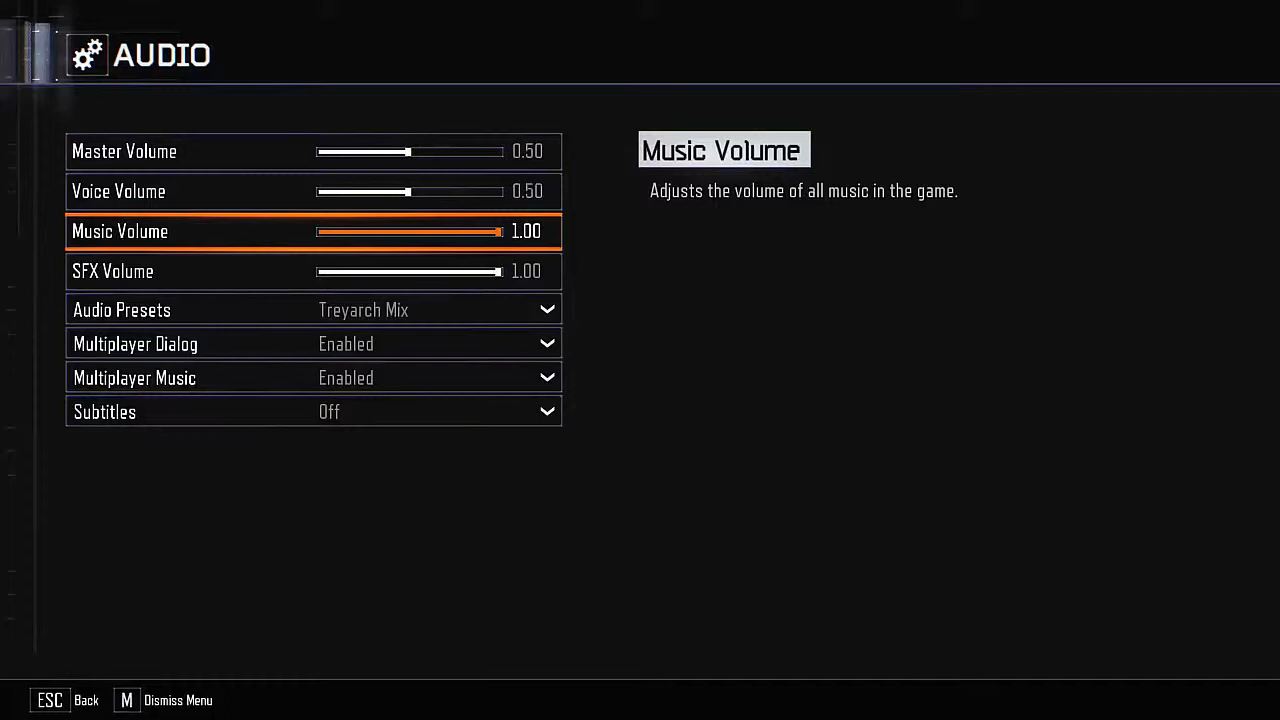 AUDIO
Master Volume 0.50
Voice Volume 0.50
Music Volume 1.00
SFX Volume 1.00
Audio Presets Treyarch Mix
Multiplayer Dialog Enabled
Multiplayer Music Enabled
Subtitles Off
Music Volume
Adjusts the volume of all music in the game.
ESC Back M Dismiss Menu